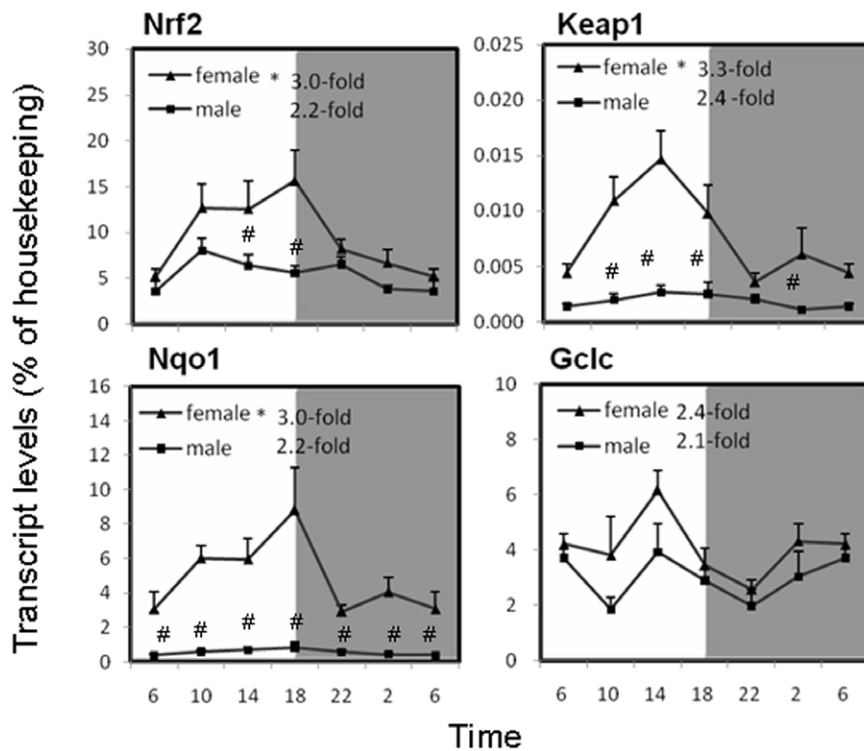 Nrf2
30
25
20
15
10
5
0
female * 3.0-fold
male 2.2-fold
#
#
Keap1
0.025
0.020
0.015
0.010
0.005
0.000
female * 3.3-fold
male 2.4 -fold
# # #
#
Nqo1
16
14
12
10
8
6
4
2
0
female * 3.0-fold
male 2.2-fold
# # # # # # #
6 10 14 18 22 2 6
Gclc
10
8
6
4
2
0
female 2.4-fold
male 2.1-fold
6 10 14 18 22 2 6
Transcript levels (% of housekeeping)
Time